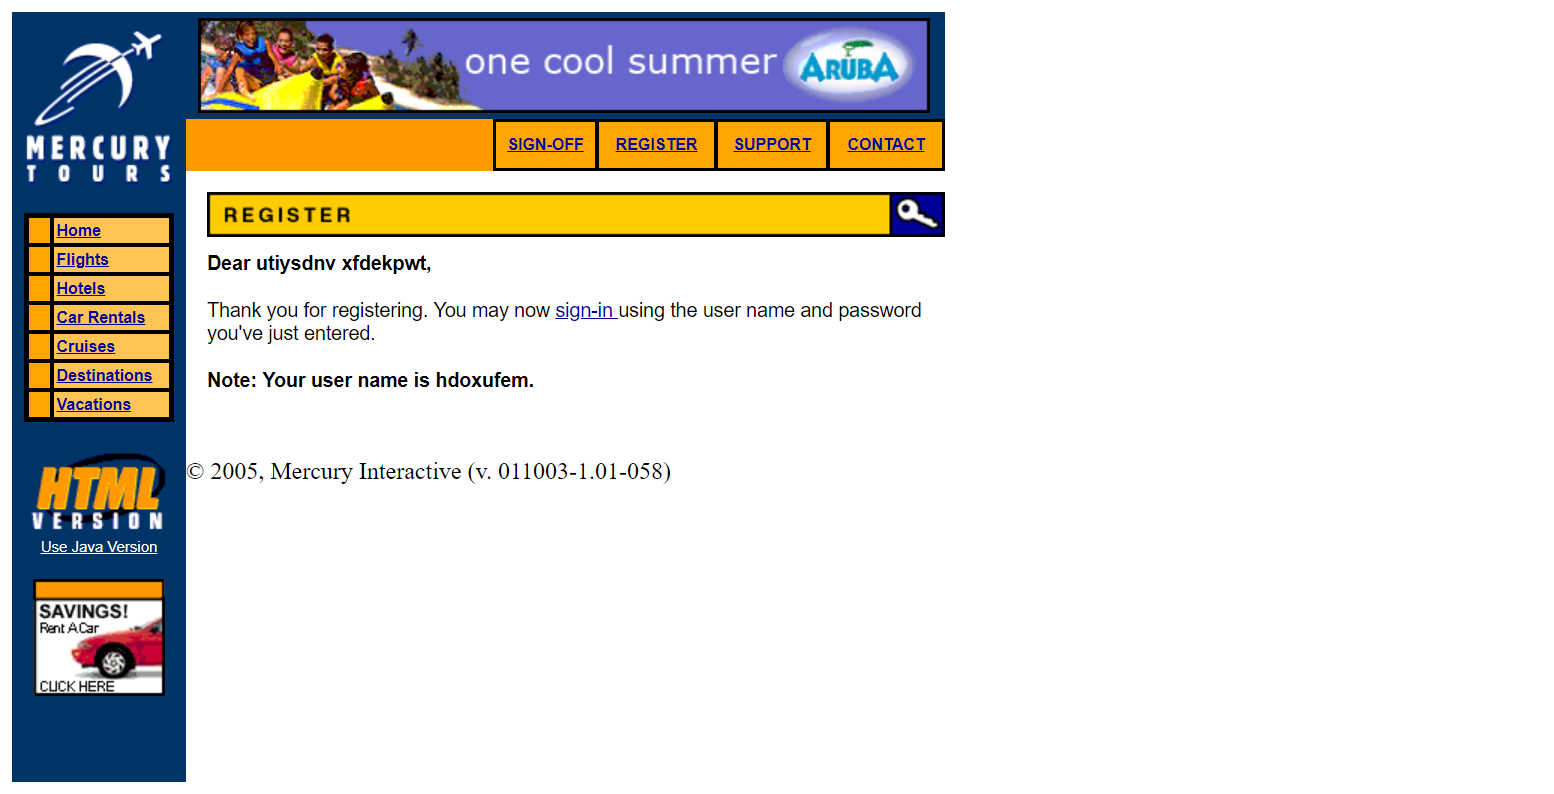 one cool summer ARUBA
MERCURY
TOURS
SIGN-OFF REGISTER SUPPORT CONTACT
REGISTER
Home
Flights
Hotels
Car Rentals
Cruises
Destinations
Vacations
Dear utiysdnv xfdekpwt,
Thank you for registering. You may now sign-in using the user name and password
you've just entered.
Note: Your user name is hdoxufem.
© 2005, Mercury Interactive (v. 011003-1.01-058)
HTML
VERSION
Use Java Version
SAVINGS!
Rent A Car
CLICK HERE